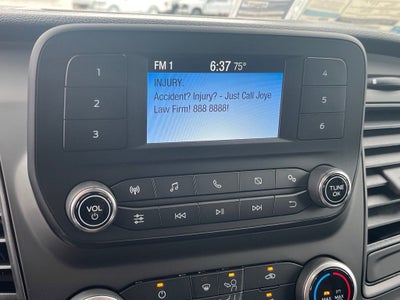 FM 1 6:37 75°
1 INJURY. 4
Accident? Injury? - Just Call Joye
2 Law Firm! 888 8888! 5
3 6
VOL
TUNE
OK
MAX
A/C